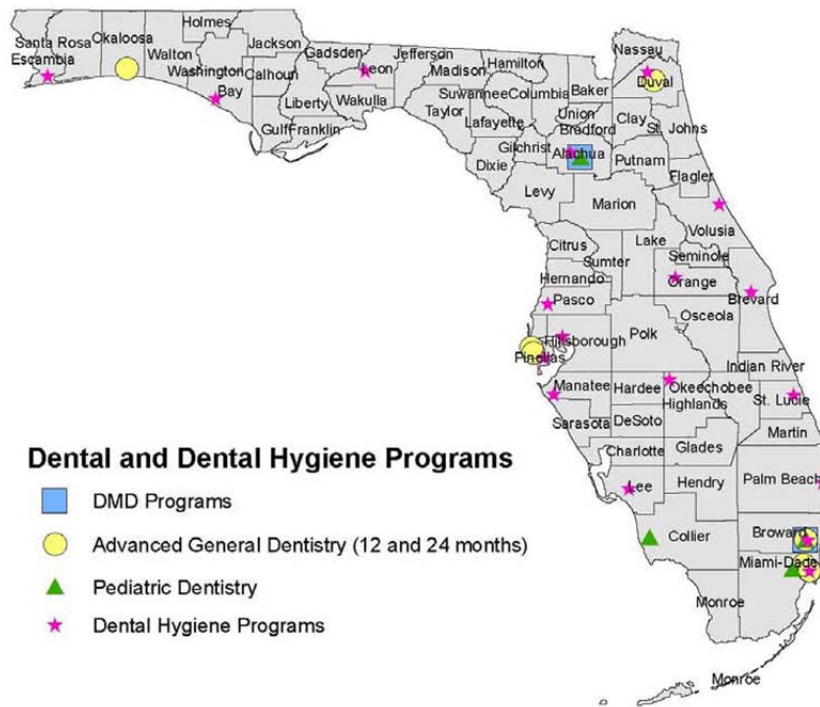 Holmes
Santa Rosa Okaloosa Jackson
Escambia Walton Gadsden Jefferson Hamilton Nassau
Washington Calhoun Leon Madison Baker Duval
Bay Liberty Wakulla Suwannee Columbia
Gulf Franklin Taylor Lafayette Union Clay St. Johns
Bradford
Gilchrist Alachua Putnam
Dixie Flagler
Levy Marion
Volusia
Citrus Lake
Sumter Seminole
Hernando Orange
Pasco Brevard
Osceola
Hillsborough Polk
Pinellas
Indian River
Manatee Hardee Okeechobee
Highlands St. Lucie
Sarasota DeSoto
Martin
Charlotte Glades
Lee Hendry Palm Beach
Collier Broward
Miami-Dade
Monroe
Monroe
Dental and Dental Hygiene Programs
DMD Programs
Advanced General Dentistry (12 and 24 months)
Pediatric Dentistry
Dental Hygiene Programs